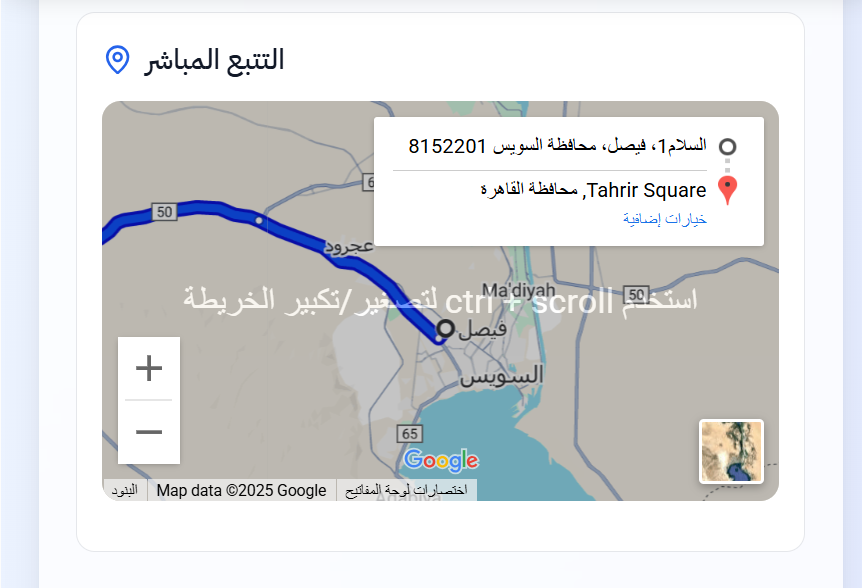 التتبع المباشر
السلام1، فيصل، محافظة السويس 8152201
Tahrir Square, محافظة القاهرة
خيارات إضافية
50
عجرود
Ma'diyah
50
استخدم ctrl + scroll لتصغير/تكبير الخريطة
فيصل
السويس
65
Google
اختصارات لوحة المفاتيح
Map data ©2025 Google
البنود